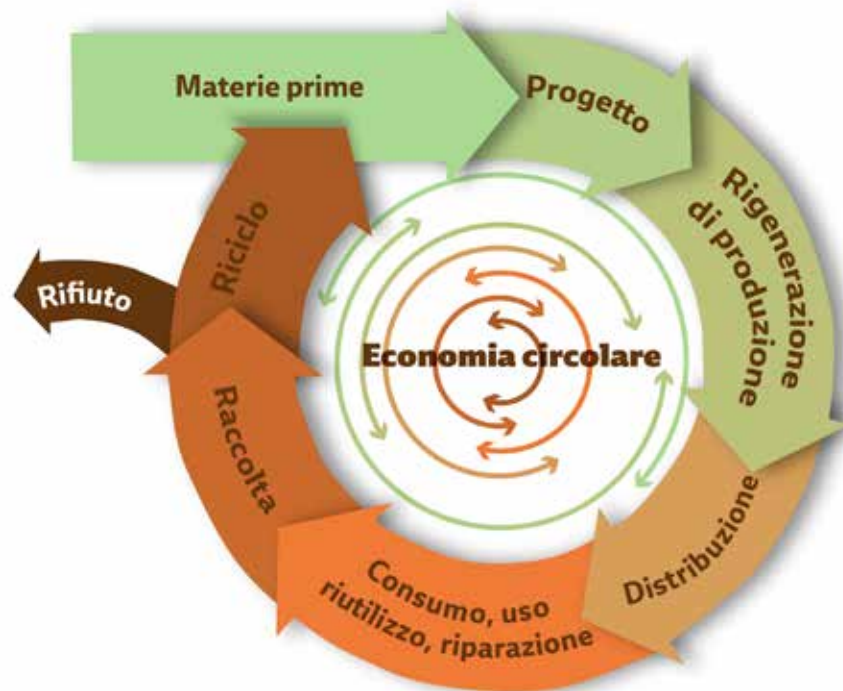 Materie prime
Progetto
Rigenerazione
di produzione
Distribuzione
Consumo, uso
riutilizzo, riparazione
Raccolta
Riciclo
Rifiuto
Economia circolare